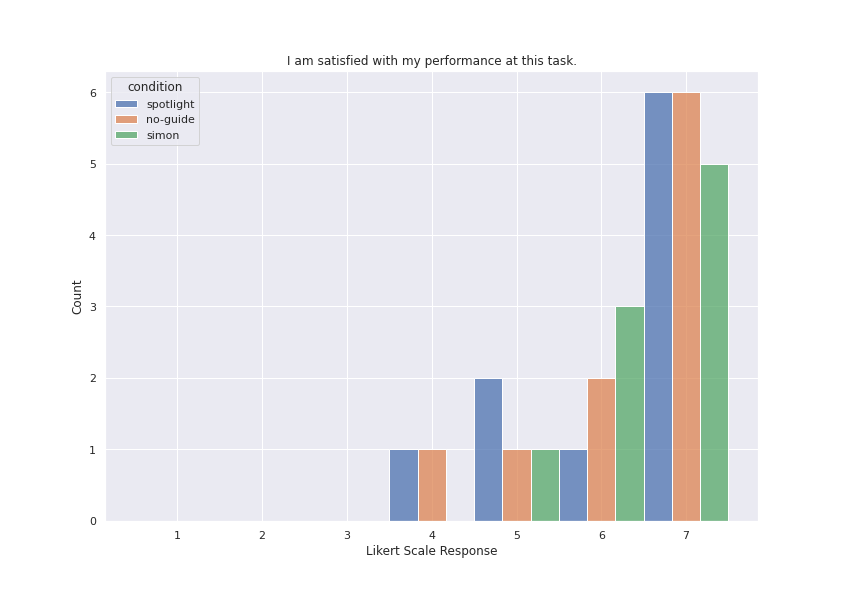 I am satisfied with my performance at this task.
condition
spotlight
no-guide
simon
6
5
4
3
2
1
0
Count
1 2 3 4 5 6 7
Likert Scale Response